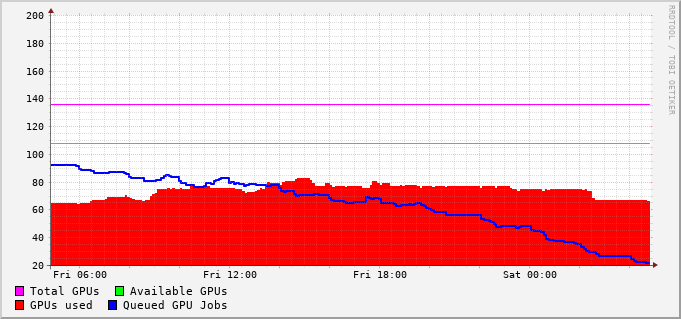 200
180
160
140
120
100
80
60
40
20
Fri 06:00 Fri 12:00 Fri 18:00 Sat 00:00
Total GPUs Available GPUs
GPUs used Queued GPU Jobs
RRDTOOL / TOBI OETIKER